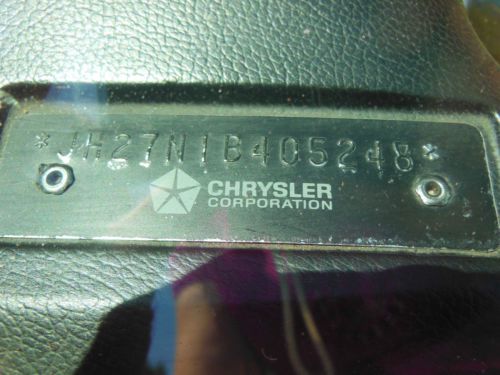 *JH27N1B405248*
CHRYSLER
CORPORATION